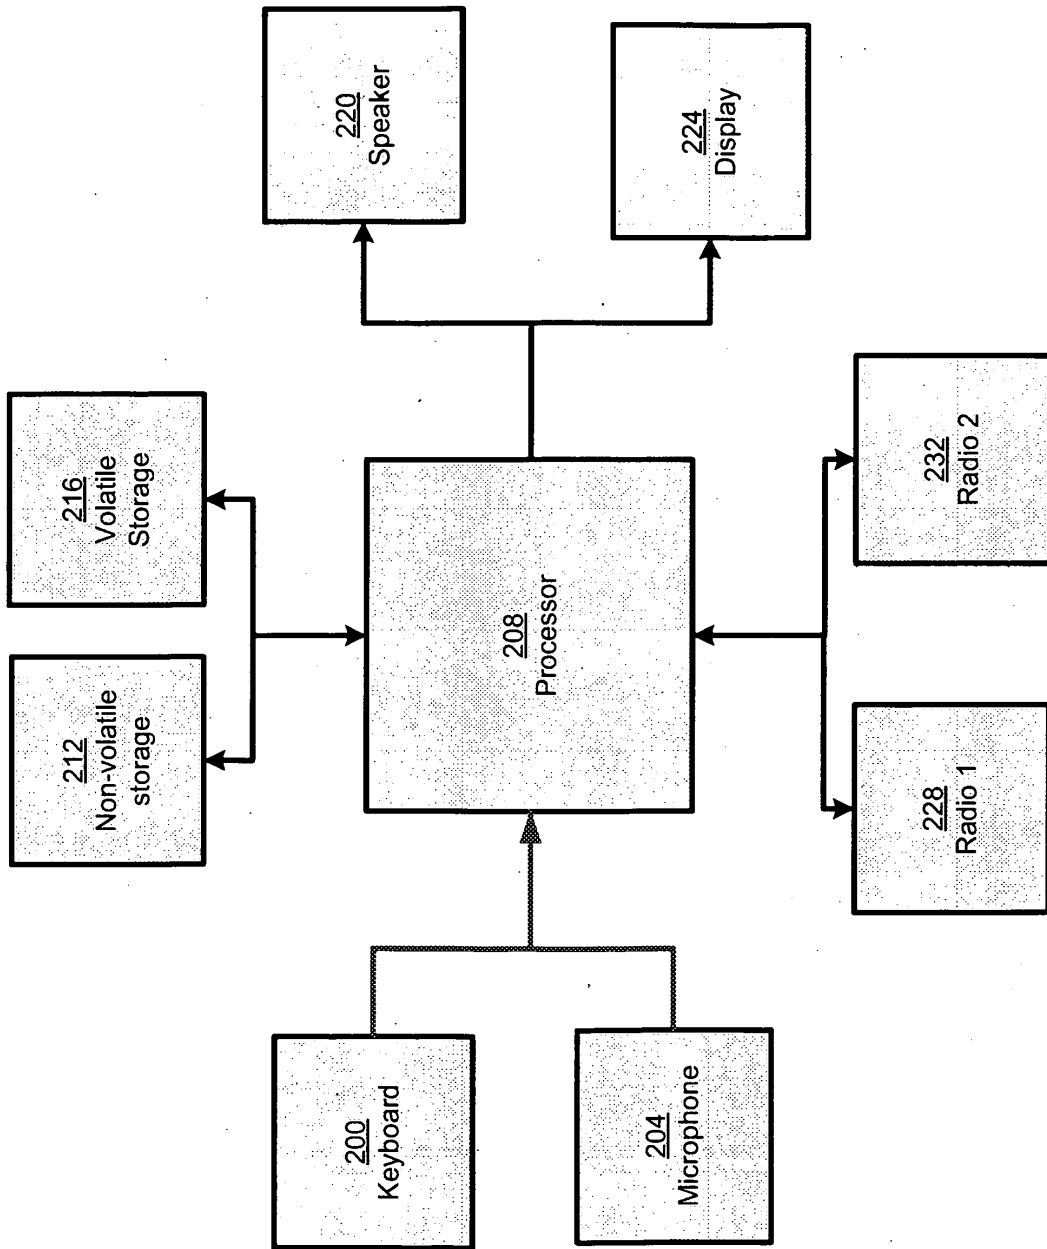 200
Keyboard
204
Microphone
212
Non-volatile
storage
216
Volatile
Storage
208
Processor
228
Radio 1
232
Radio 2
220
Speaker
224
Display